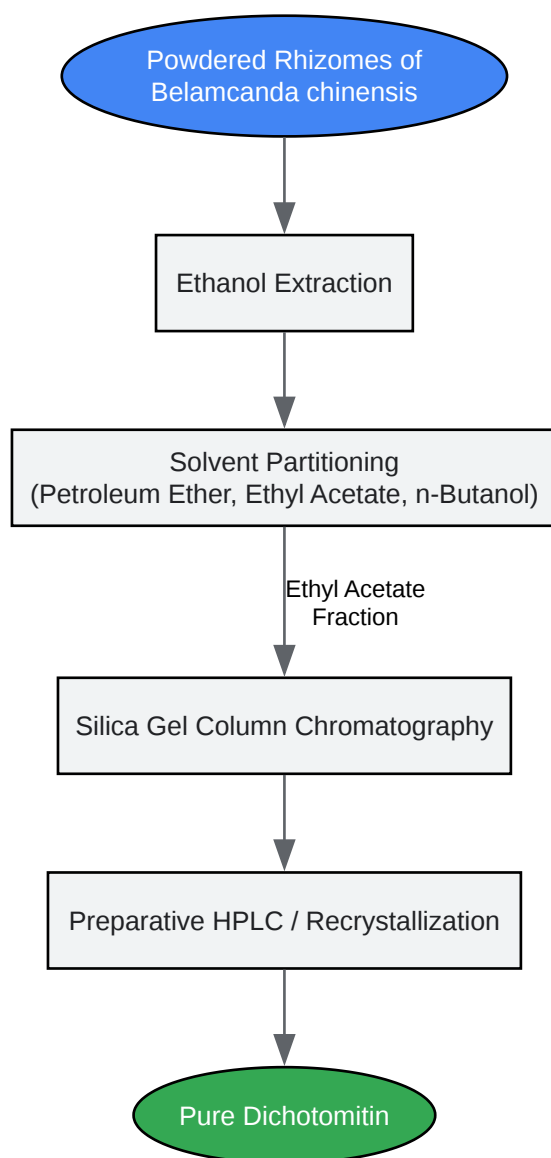 Powdered Rhizomes of
Belamcanda chinensis
Ethanol Extraction
Solvent Partitioning
(Petroleum Ether, Ethyl Acetate, n-Butanol)
Ethyl Acetate
Fraction
Silica Gel Column Chromatography
Preparative HPLC / Recrystallization
Pure Dichotomitin